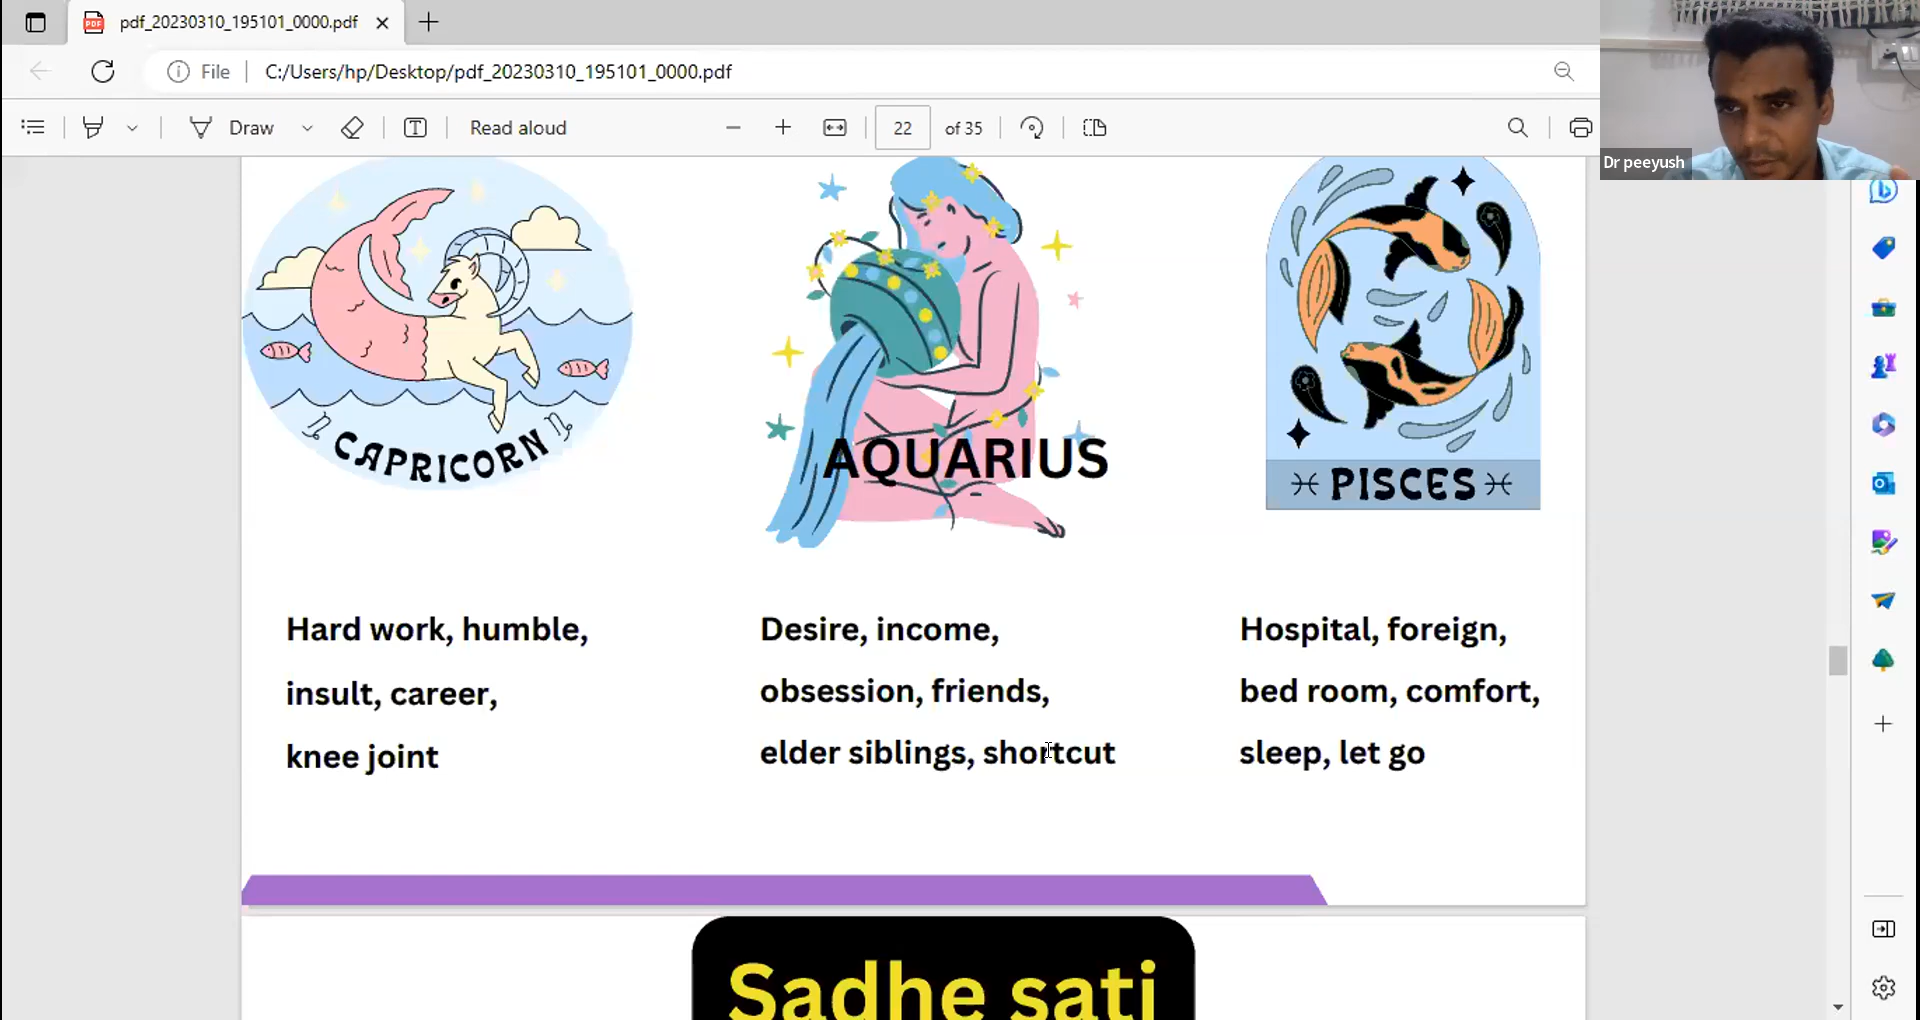 pdf_20230310_195101_0000.pdf
File
C:/Users/hp/Desktop/pdf_20230310_195101_0000.pdf
Draw
Read aloud
22 of 35
Dr peeyush
CAPRICORN
AQUARIUS
PISCES
Hard work, humble,
insult, career,
knee joint
Desire, income,
obsession, friends,
elder siblings, shortcut
Hospital, foreign,
bed room, comfort,
sleep, let go
Sadhe sati